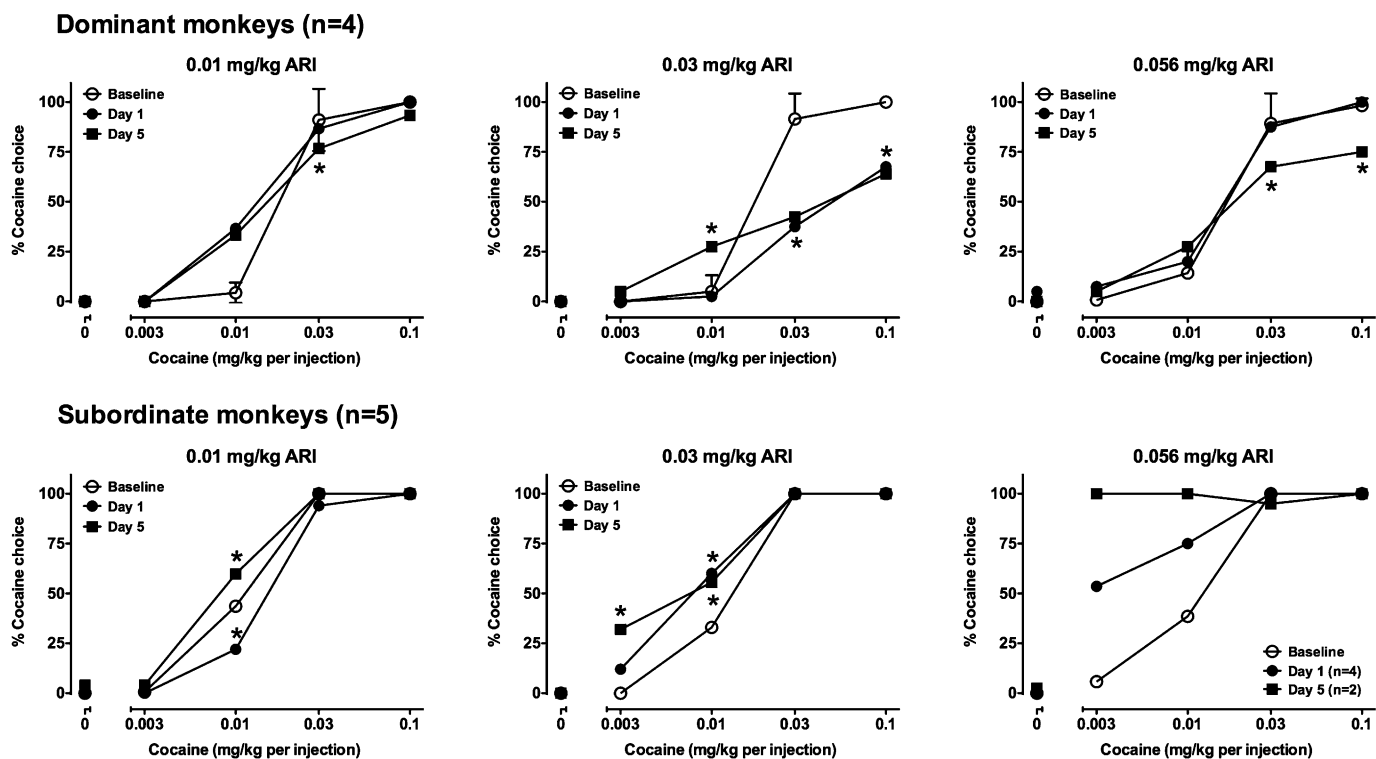 Dominant monkeys (n=4)
0.01 mg/kg ARI
% Cocaine choice
100
75
50
25
0
Baseline
Day 1
Day 5
*
0
0.003
0.01
0.03
0.1
Cocaine (mg/kg per injection)
0.03 mg/kg ARI
% Cocaine choice
100
75
50
25
0
Baseline
Day 1
Day 5
*
*
*
0
0.003
0.01
0.03
0.1
Cocaine (mg/kg per injection)
0.056 mg/kg ARI
% Cocaine choice
100
75
50
25
0
Baseline
Day 1
Day 5
*
*
0
0.003
0.01
0.03
0.1
Cocaine (mg/kg per injection)
Subordinate monkeys (n=5)
0.01 mg/kg ARI
% Cocaine choice
100
75
50
25
0
Baseline
Day 1
Day 5
*
*
0
0.003
0.01
0.03
0.1
Cocaine (mg/kg per injection)
0.03 mg/kg ARI
% Cocaine choice
100
75
50
25
0
Baseline
Day 1
Day 5
*
*
*
0
0.003
0.01
0.03
0.1
Cocaine (mg/kg per injection)
0.056 mg/kg ARI
% Cocaine choice
100
75
50
25
0
Baseline
Day 1 (n=4)
Day 5 (n=2)
0
0.003
0.01
0.03
0.1
Cocaine (mg/kg per injection)